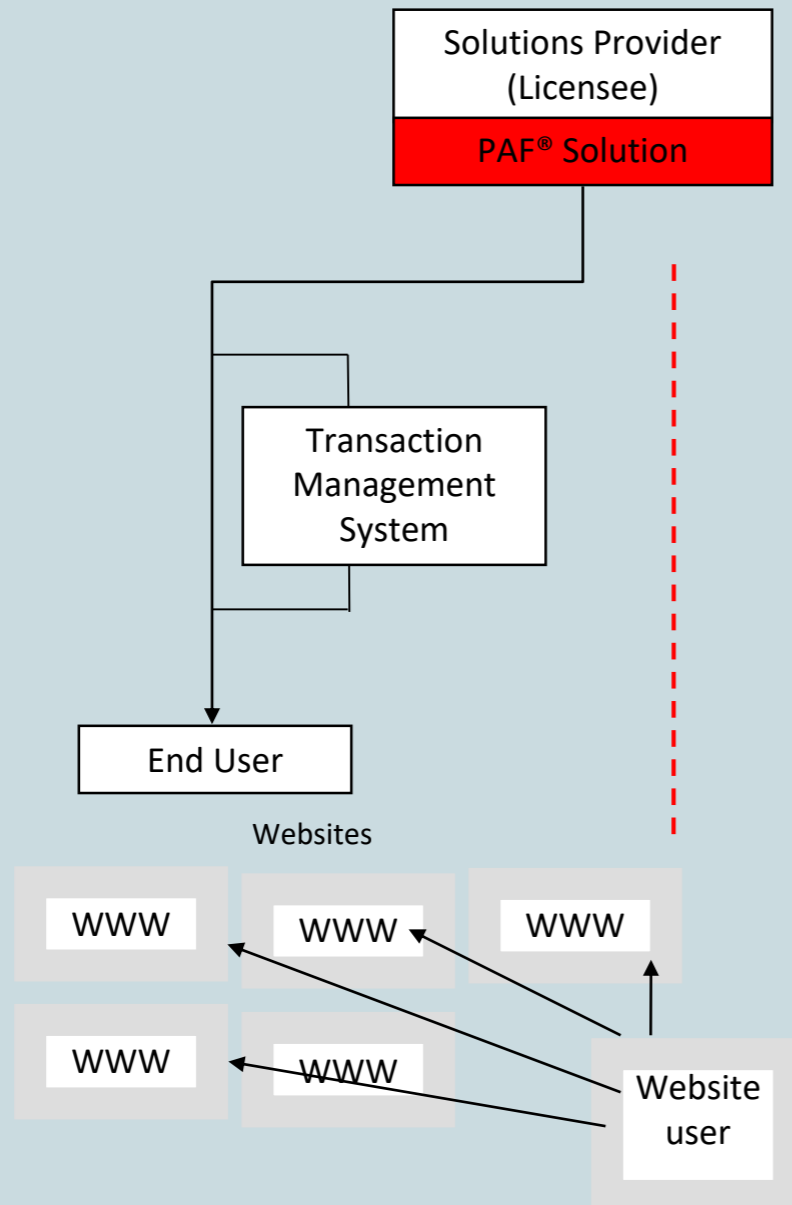 Solutions Provider
(Licensee)
PAF® Solution
Transaction
Management
System
End User
Websites
WWW
WWW
WWW
WWW
WWW
Website
user